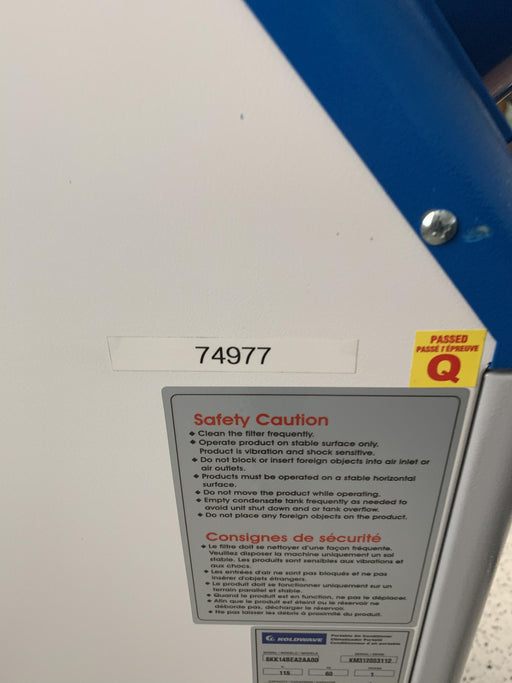 PASSED
PASSÉ l'ÉPREUVE
Q
74977
Safety Caution
◆ Clean the filter frequently.
◆ Operate product on stable surface only.
Product is vibration and shock sensitive.
◆ Do not block or insert foreign objects into air inlet or
air outlets.
◆ Products must be operated on a stable horizontal
surface.
◆ Do not move the product while operating.
◆ Empty condensate tank frequently as needed to
avoid unit shut down and or tank overflow.
◆ Do not place any foreign objects on the product.
Consignes de sécurité
◆ Le filtre doit se nettoyer d'une façon fréquente.
Veuillez disposer la machine uniquement un sol
stable. Les produits sont sensibles aux vibrations et
aux chocs.
◆ Les entrées d'air ne sont pas bloqués et ne pas
insérer d'objets étrangers.
◆ Le produit doit se fonctionner uniquement sur un
terrain parallel et stable.
◆ Quand le produit est en function, ne pas le déplacer.
◆ Afin que le produit est éteint ou le réservoir ne
déborde pas, décharger la réservoir.
◆ Ne pas laisser les débris à proximité du produit.
KOLDWAVE
Portable Air Conditioner
115
60
1